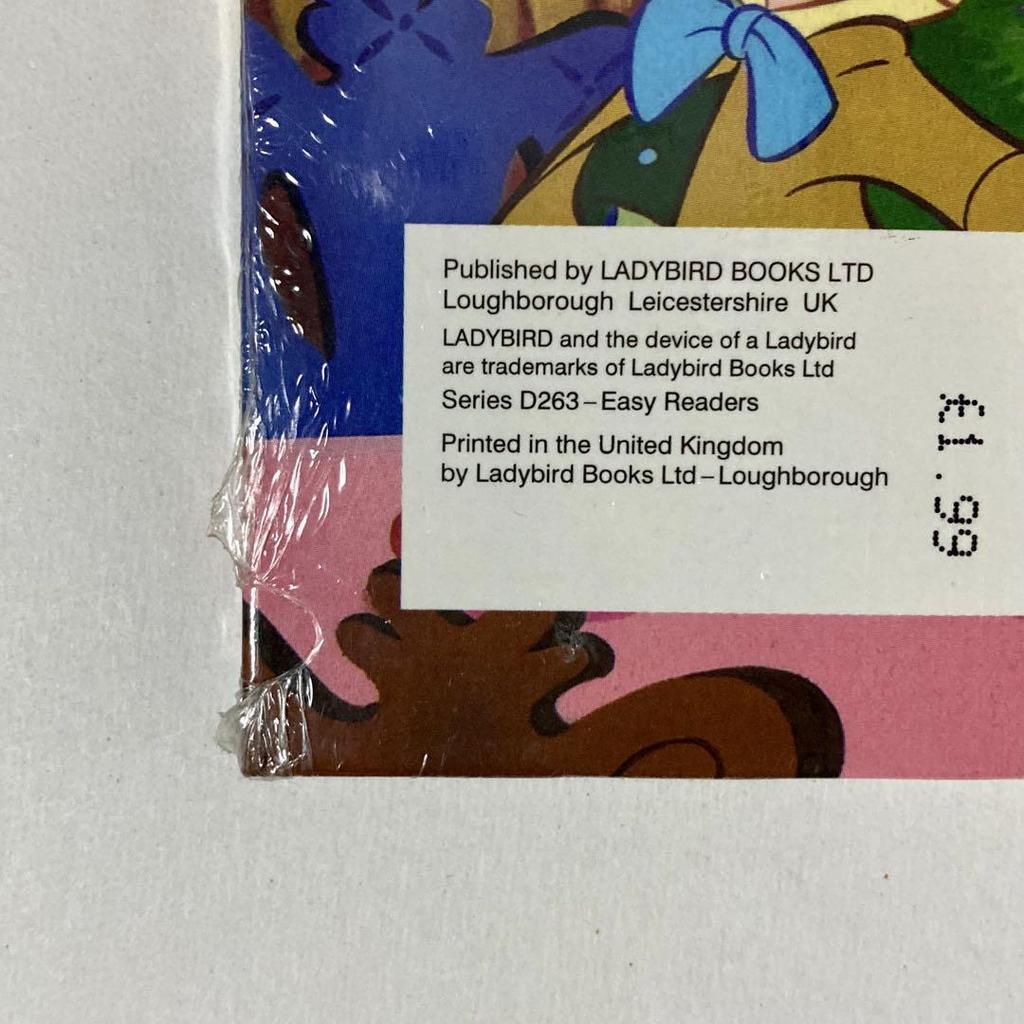 Published by LADYBIRD BOOKS LTD
Loughborough Leicestershire UK
LADYBIRD and the device of a Ladybird
are trademarks of Ladybird Books Ltd
Series D263–Easy Readers
Printed in the United Kingdom
by Ladybird Books Ltd–Loughborough
£1.99